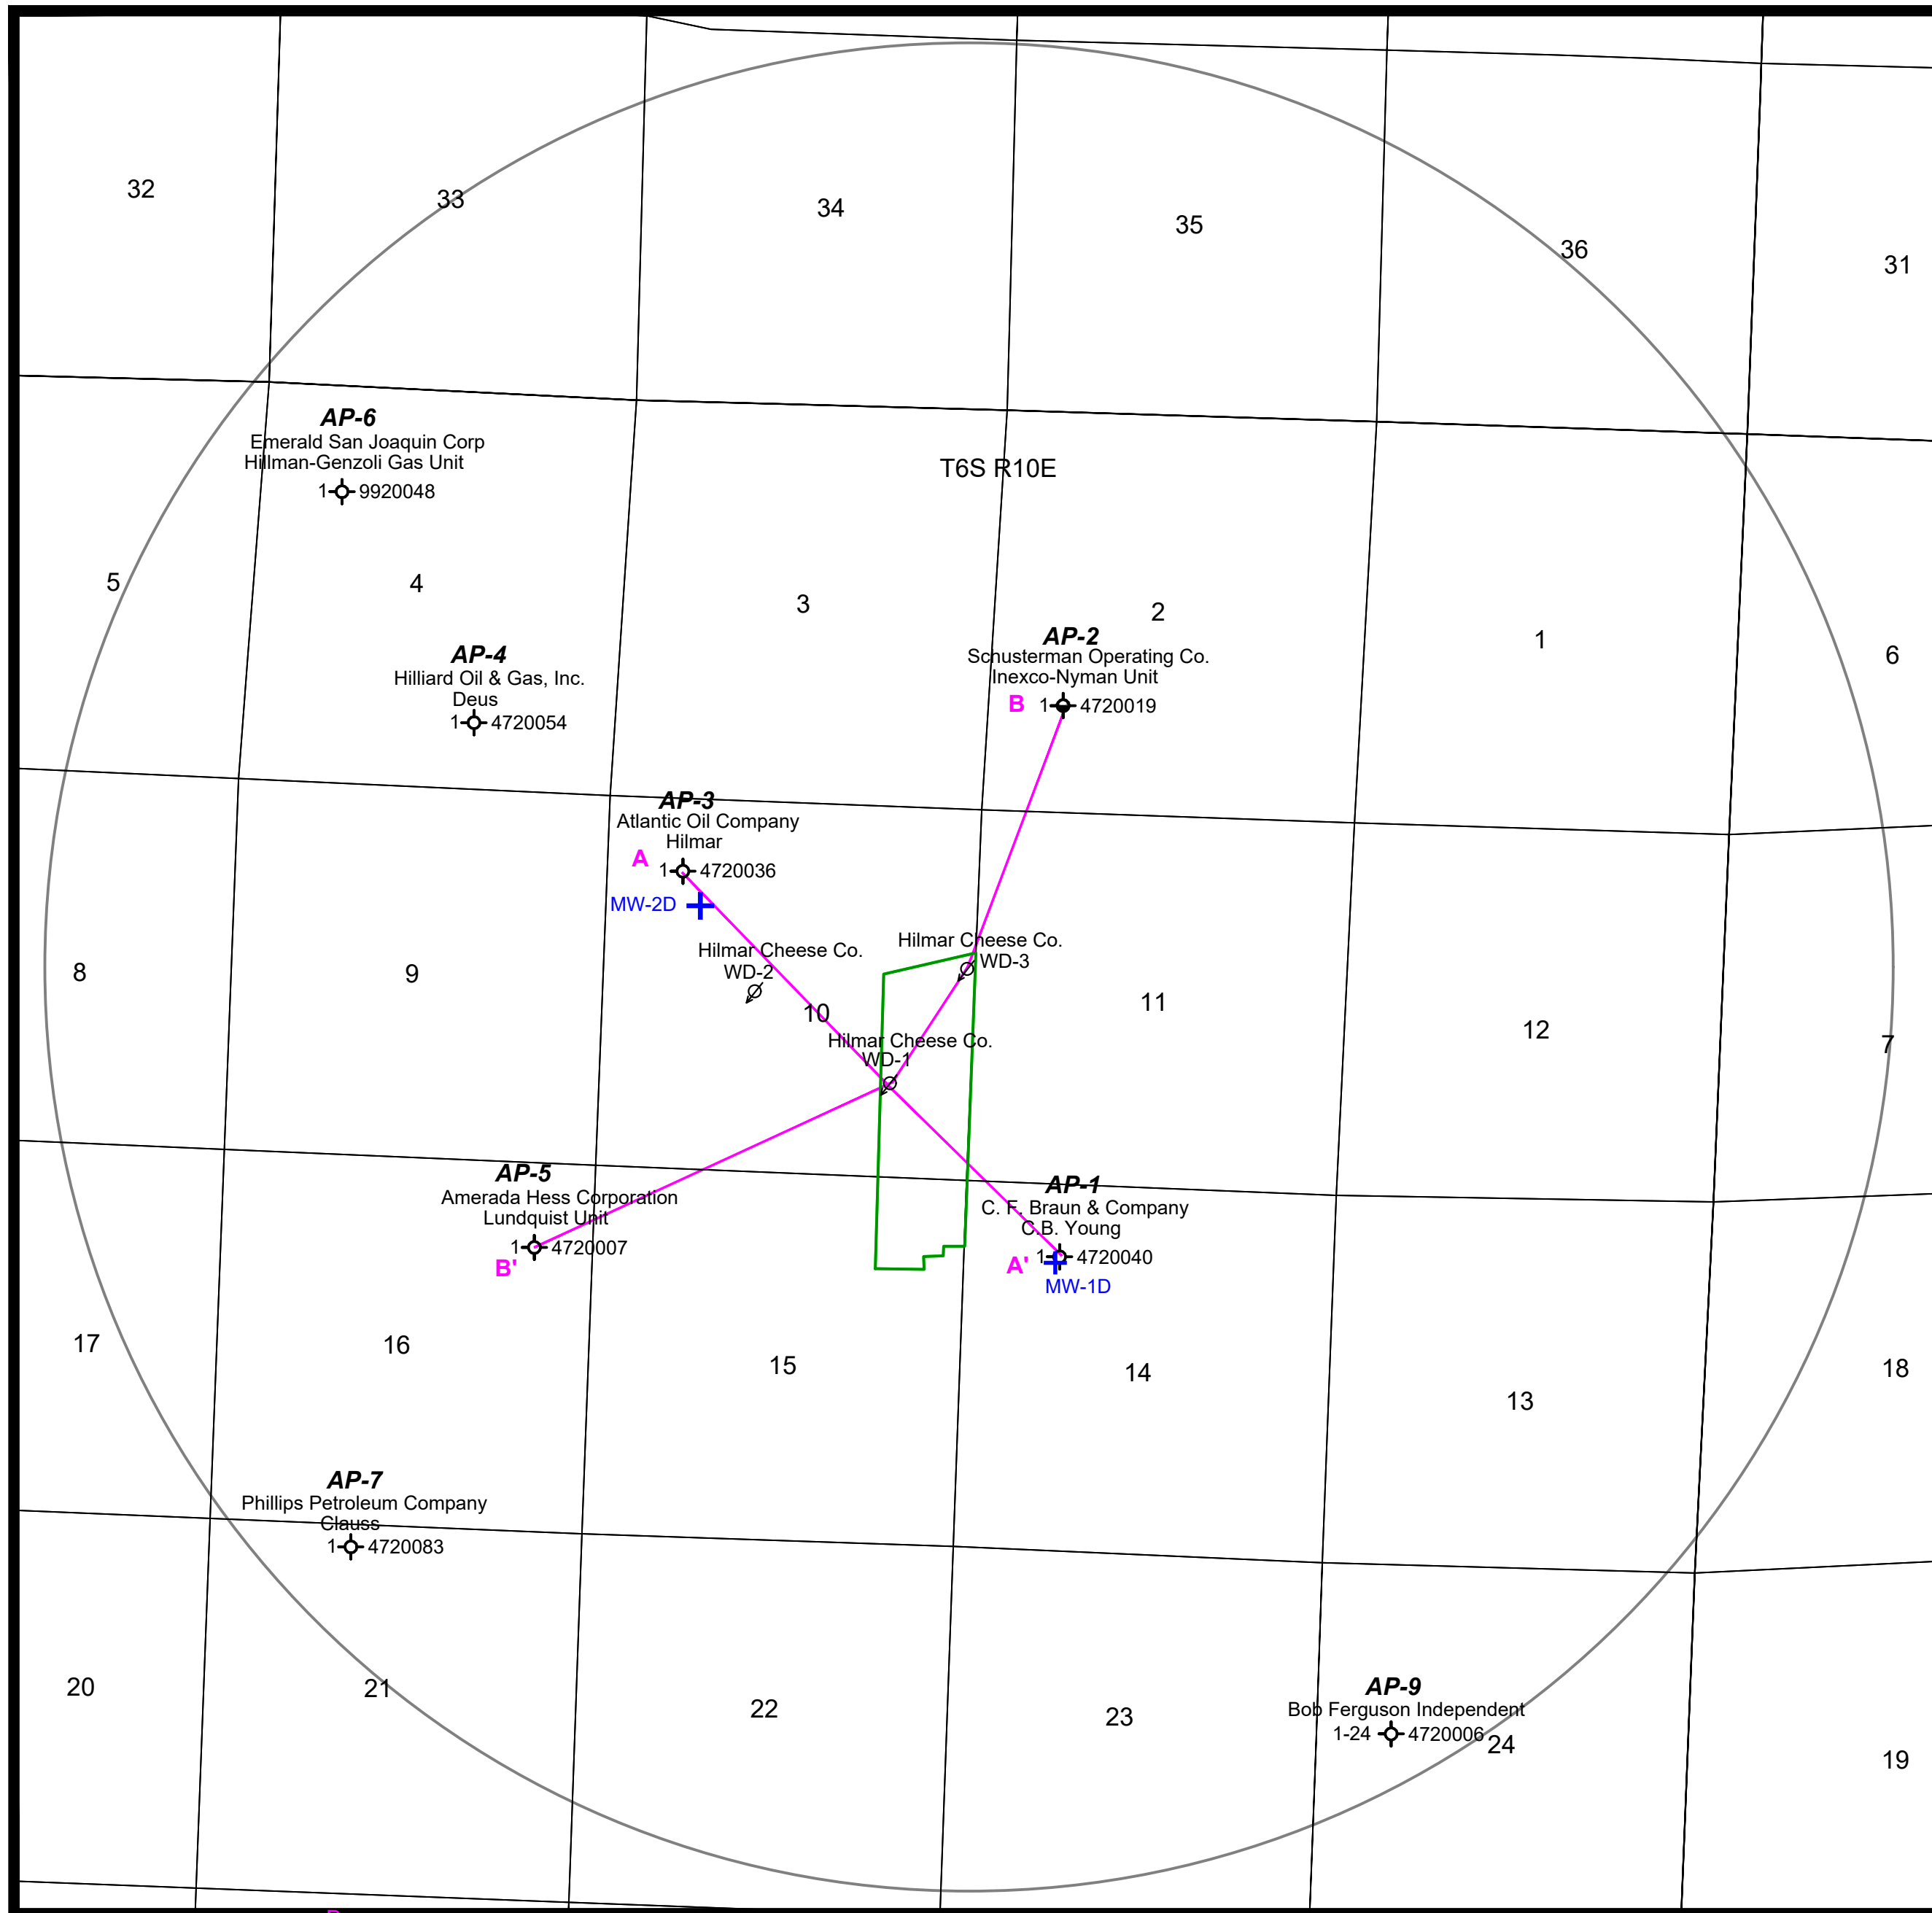 32
33
34
35
36
31
AP-6
Emerald San Joaquin Corp
Hillman-Genzoli Gas Unit
1 9920048
T6S R10E
5
4
3
2
1
6
AP-4
Hilliard Oil & Gas, Inc.
Deus
1 4720054
AP-2
Schusterman Operating Co.
Inexco-Nyman Unit
B 1 4720019
AP-3
Atlantic Oil Company
Hilmar
A 1 4720036
MW-2D
Hilmar Cheese Co.
WD-2
Hilmar Cheese Co.
WD-3
8
9
10
11
12
7
Hilmar Cheese Co.
WD-1
AP-5
Amerada Hess Corporation
Lundquist Unit
1 4720007
B'
AP-1
C. F. Braun & Company
C.B. Young
1 4720040
A'
MW-1D
17
16
15
14
13
18
AP-7
Phillips Petroleum Company
Clauss
1 4720083
20
21
22
23
AP-9
Bob Ferguson Independent
1-24 4720006
24
19